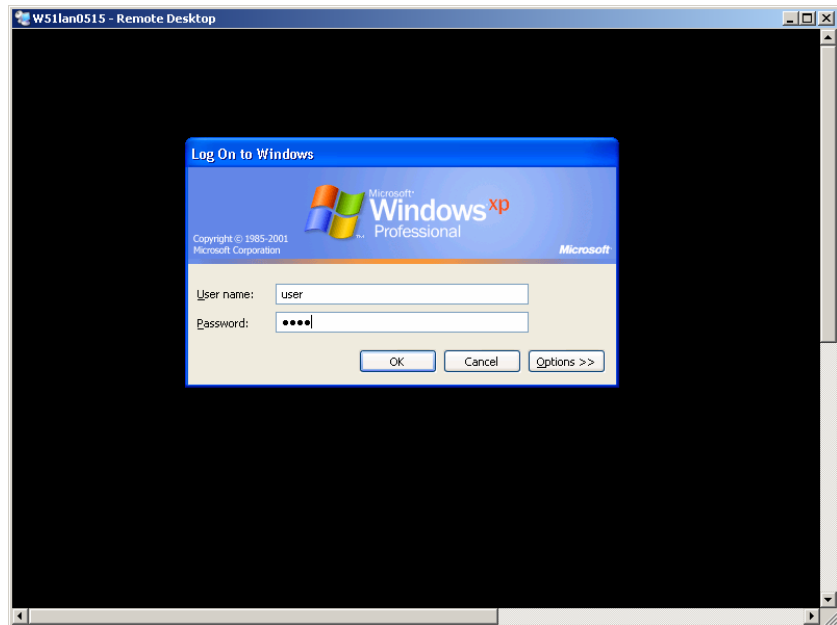 W51lan0515 - Remote Desktop
Log On to Windows
Microsoft®
Windows xp
Professional
Copyright © 1985-2001
Microsoft Corporation
Microsoft
User name:
user
Password:
••••
OK
Cancel
Options >>